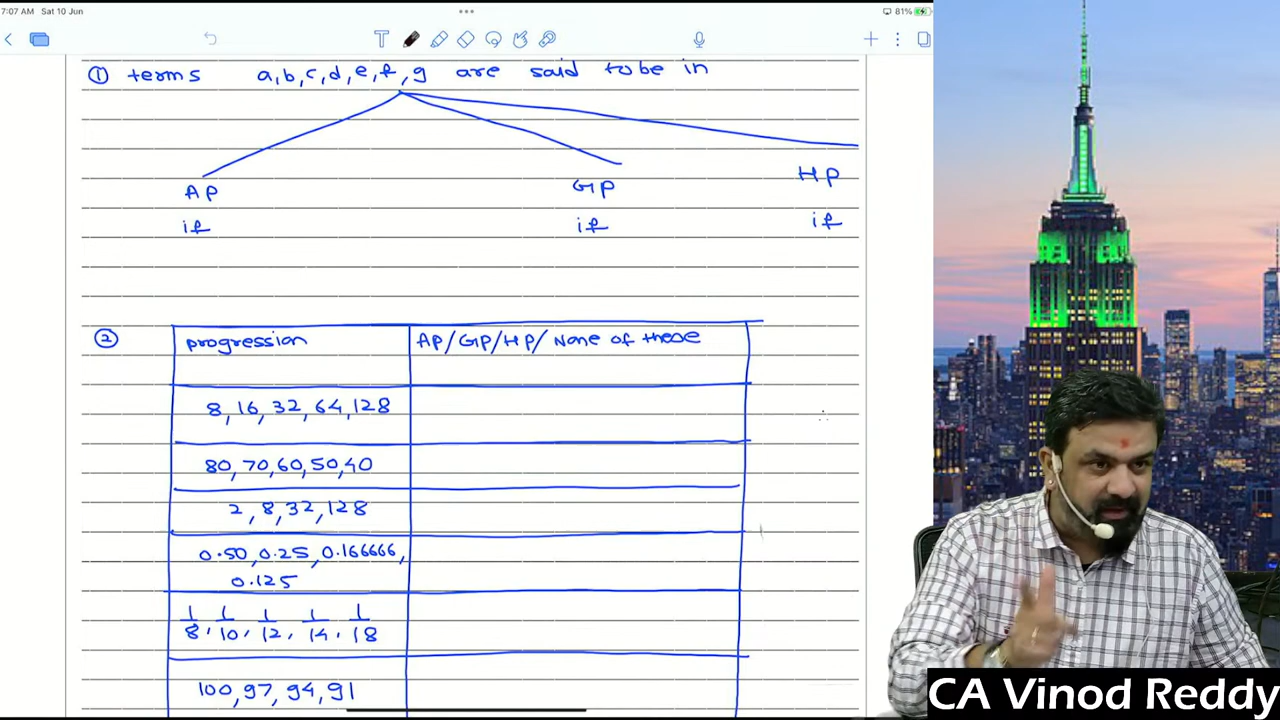 7:07 AM Sat 10 Jun
81%
① terms a,b,c,d,e,f,g are said to be in
AP
GP
HP
if
if
if
② progression AP/GP/HP/None of these
8,16,32,64,128
80,70,60,50,40
2,8,32,128
0.50,0.25,0.166666,
0.125
1/8, 1/10, 1/12, 1/14, 1/18
100,97,94,91
CA Vinod Reddy